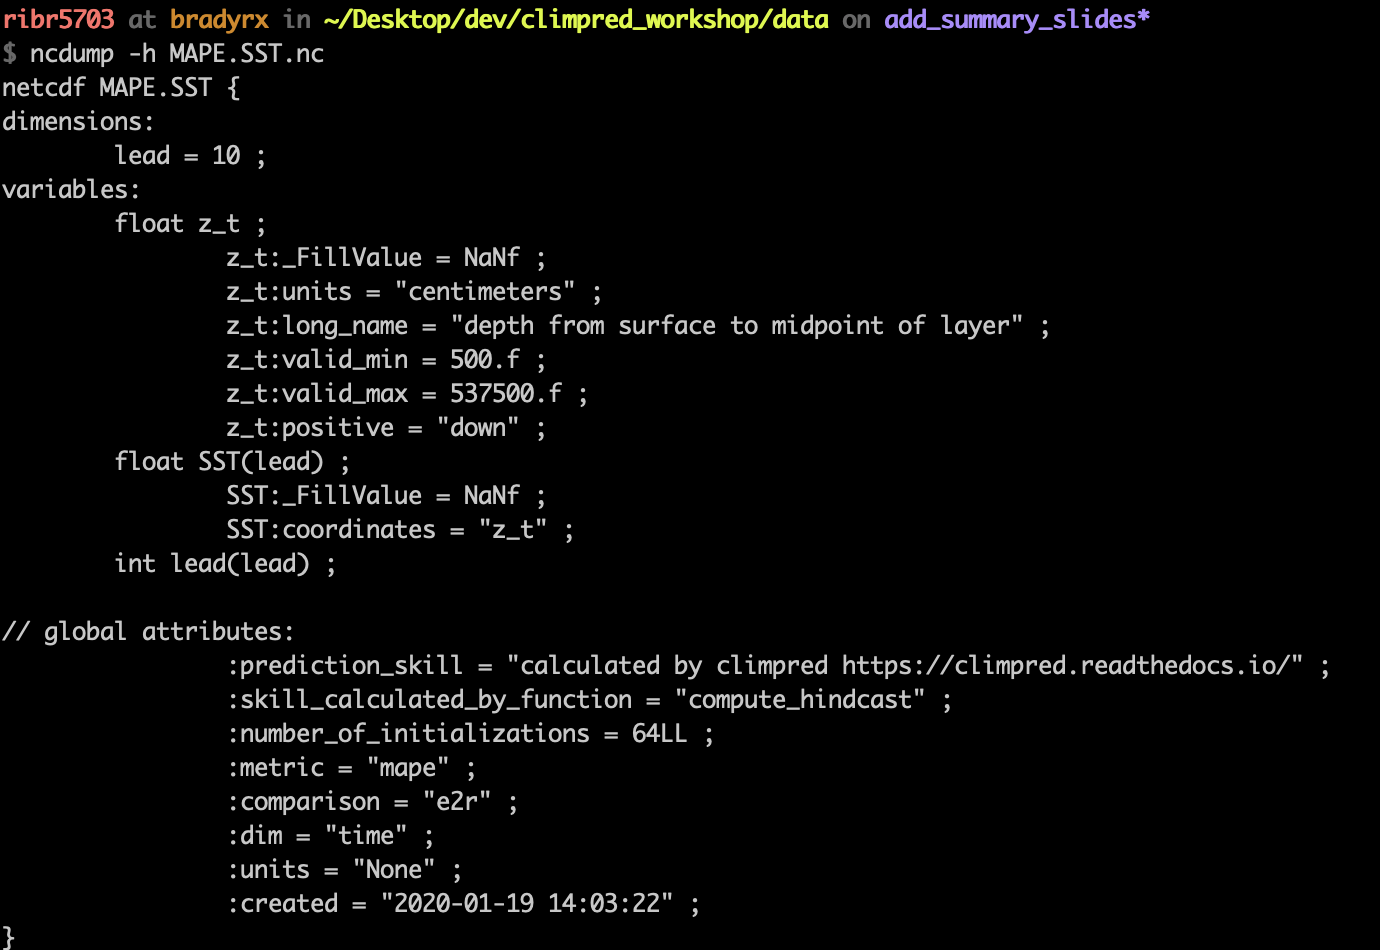 ribr5703 at bradyrx in ~/Desktop/dev/climpred_workshop/data on add_summary_slides*
$ ncdump -h MAPE.SST.nc
netcdf MAPE.SST {
dimensions:
        lead = 10 ;
variables:
        float z_t ;
                z_t:_FillValue = NaNf ;
                z_t:units = "centimeters" ;
                z_t:long_name = "depth from surface to midpoint of layer" ;
                z_t:valid_min = 500.f ;
                z_t:valid_max = 537500.f ;
                z_t:positive = "down" ;
        float SST(lead) ;
                SST:_FillValue = NaNf ;
                SST:coordinates = "z_t" ;
        int lead(lead) ;

// global attributes:
                :prediction_skill = "calculated by climpred https://climpred.readthedocs.io/" ;
                :skill_calculated_by_function = "compute_hindcast" ;
                :number_of_initializations = 64LL ;
                :metric = "mape" ;
                :comparison = "e2r" ;
                :dim = "time" ;
                :units = "None" ;
                :created = "2020-01-19 14:03:22" ;
}